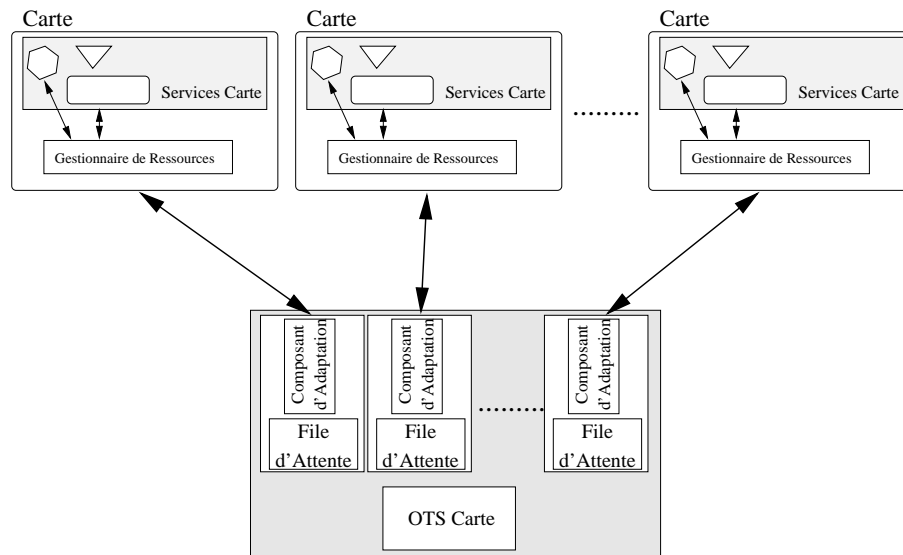 Carte
Carte
Carte
Services Carte
Services Carte
Services Carte
Gestionnaire de Ressources
Gestionnaire de Ressources
Gestionnaire de Ressources
Composant
d'Adaptation
Composant
d'Adaptation
Composant
d'Adaptation
File
d'Attente
File
d'Attente
File
d'Attente
OTS Carte